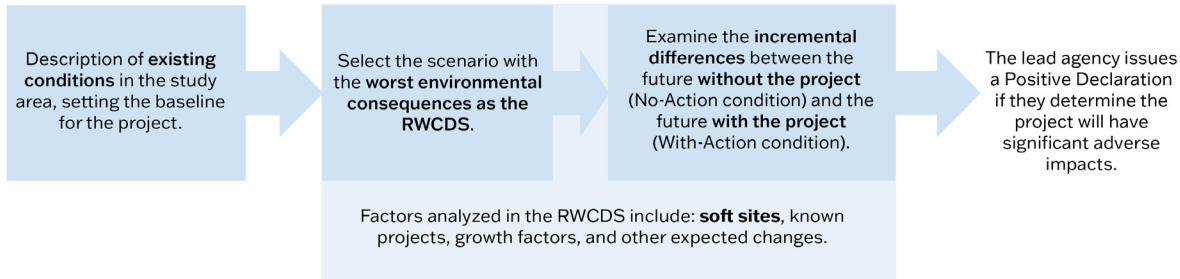 Description of existing
conditions in the study
area, setting the baseline
for the project.
Select the scenario with
the worst environmental
consequences as the
RWCDS.
Examine the incremental
differences between the
future without the project
(No-Action condition) and the
future with the project
(With-Action condition).
The lead agency issues
a Positive Declaration
if they determine the
project will have
significant adverse
impacts.
Factors analyzed in the RWCDS include: soft sites, known
projects, growth factors, and other expected changes.